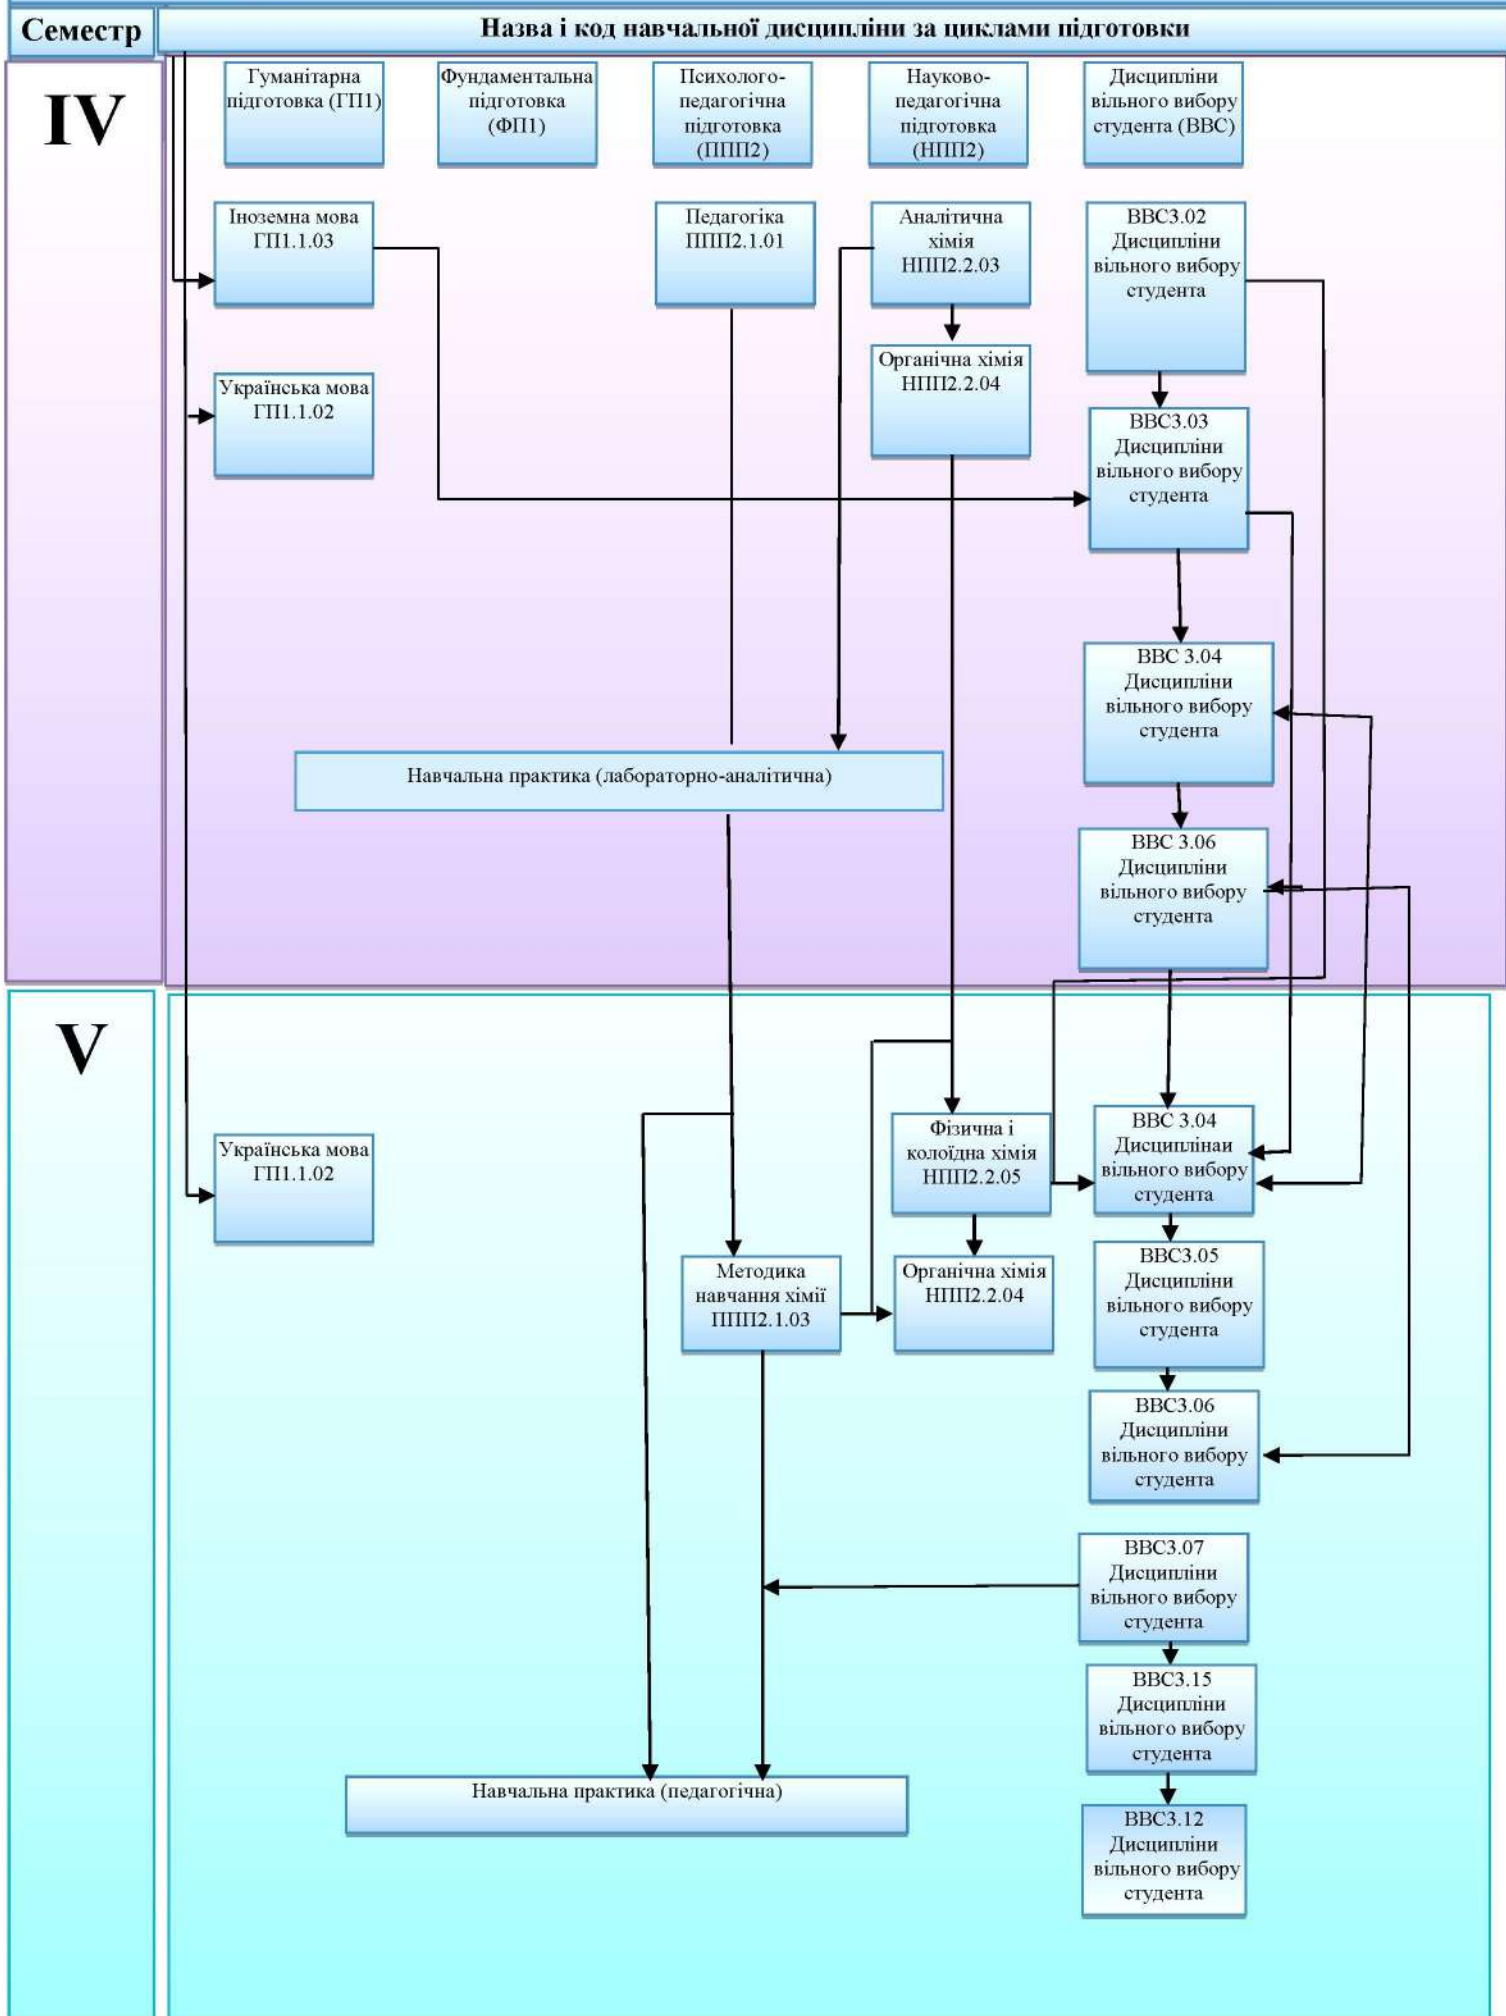 Семестр
Назва і код навчальної дисципліни за циклами підготовки
IV
Гуманітарна
підготовка (ГП1)
Фундаментальна
підготовка
(ФП1)
Психолого-
педагогічна
підготовка
(ППП2)
Науково-
педагогічна
підготовка
(НПП2)
Дисципліни
вільного вибору
студента (ВВС)
Іноземна мова
ГП1.1.03
Педагогіка
ППП2.1.01
Аналітична
хімія
НПП2.2.03
ВВС3.02
Дисципліни
вільного вибору
студента
Органічна хімія
НПП2.2.04
Українська мова
ГП1.1.02
ВВС3.03
Дисципліни
вільного вибору
студента
ВВС 3.04
Дисципліни
вільного вибору
студента
Навчальна практика (лабораторно-аналітична)
ВВС 3.06
Дисципліни
вільного вибору
студента
V
Українська мова
ГП1.1.02
Фізична і
колоїдна хімія
НПП2.2.05
ВВС 3.04
Дисциплінаи
вільного вибору
студента
Методика
навчання хімії
ППП2.1.03
Органічна хімія
НПП2.2.04
ВВС3.05
Дисципліни
вільного вибору
студента
ВВС3.06
Дисципліни
вільного вибору
студента
ВВС3.07
Дисципліни
вільного вибору
студента
ВВС3.15
Дисципліни
вільного вибору
студента
Навчальна практика (педагогічна)
ВВС3.12
Дисципліни
вільного вибору
студента